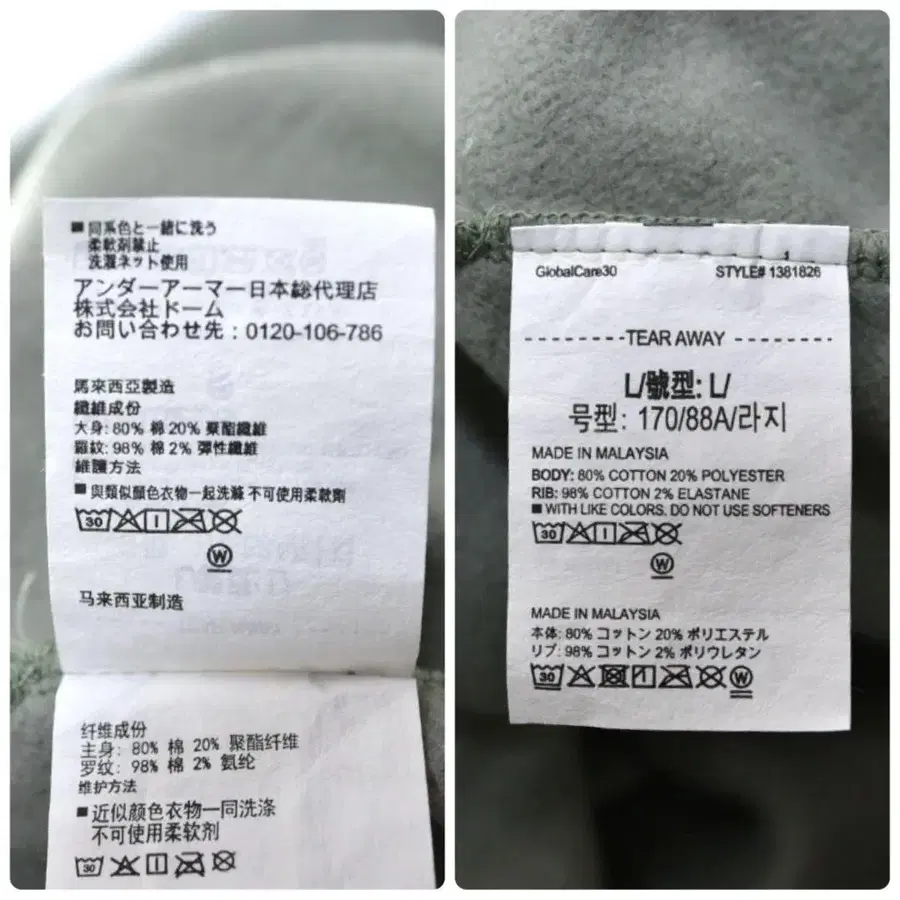 ■同系色と一緒に洗う
柔軟剤禁止
洗濯ネット使用
アンダーアーマー日本総代理店
株式会社ドーム
お問い合わせ先：0120-106-786
馬來西亞製造
纖維成份
大身: 80% 棉 20% 聚酯纖維
羅紋: 98% 棉 2% 彈性纖維
維護方法
■與類似顏色衣物一起洗滌 不可使用柔軟劑
30
W
马来西亚制造
纤维成份
主身: 80% 棉 20% 聚酯纤维
罗纹: 98% 棉 2% 氨纶
维护方法
■近似颜色衣物一同洗涤
不可使用柔软剂
30
GlobalCare30 STYLE# 1381826
--------TEAR AWAY --------
L/號型: L/
号型: 170/88A/라지
MADE IN MALAYSIA
BODY: 80% COTTON 20% POLYESTER
RIB: 98% COTTON 2% ELASTANE
■ WITH LIKE COLORS. DO NOT USE SOFTENERS
30
W
MADE IN MALAYSIA
本体: 80% コットン 20% ポリエステル
リブ: 98% コットン 2% ポリウレタン
30 W